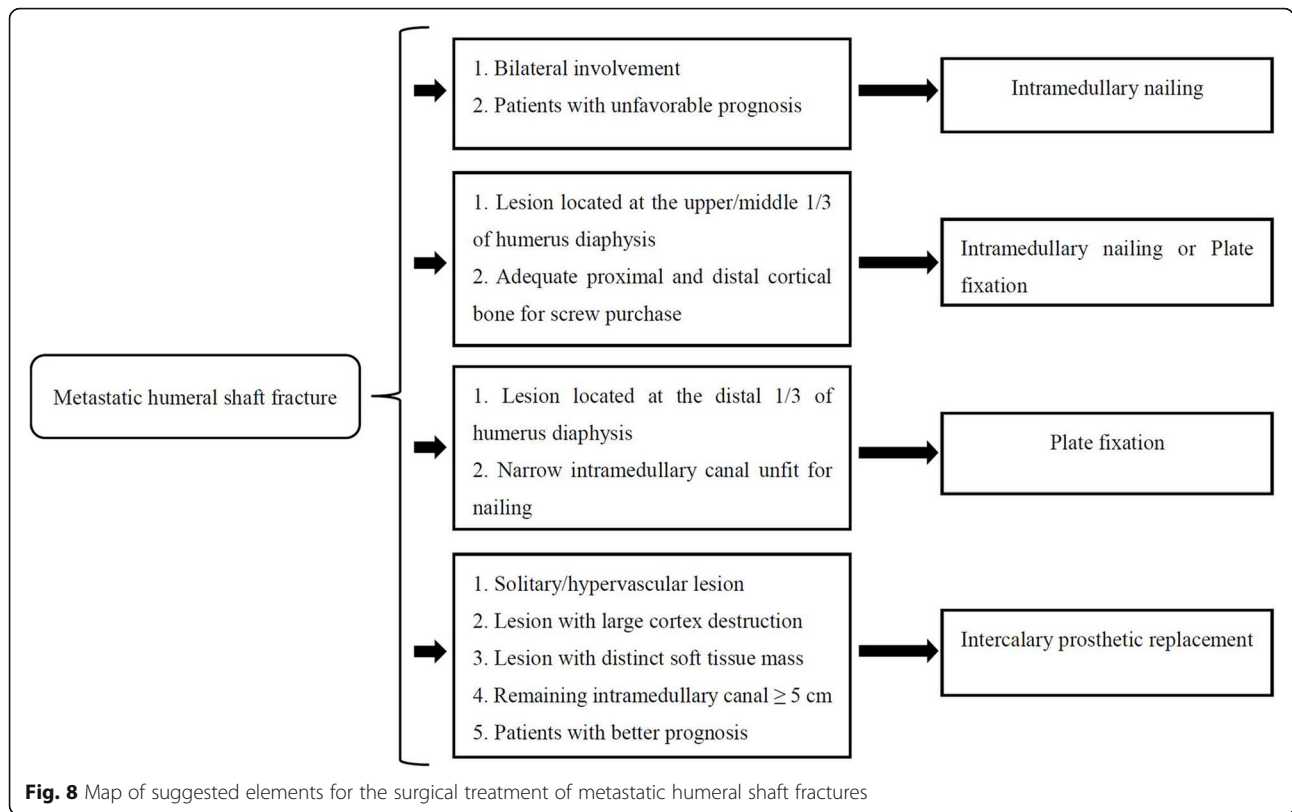 Metastatic humeral shaft fracture
1. Bilateral involvement
2. Patients with unfavorable prognosis
Intramedullary nailing
1. Lesion located at the upper/middle 1/3
of humerus diaphysis
2. Adequate proximal and distal cortical
bone for screw purchase
Intramedullary nailing or Plate
fixation
1. Lesion located at the distal 1/3 of
humerus diaphysis
2. Narrow intramedullary canal unfit for
nailing
Plate fixation
1. Solitary/hypervascular lesion
2. Lesion with large cortex destruction
3. Lesion with distinct soft tissue mass
4. Remaining intramedullary canal ≥ 5 cm
5. Patients with better prognosis
Intercalary prosthetic replacement
Fig. 8 Map of suggested elements for the surgical treatment of metastatic humeral shaft fractures